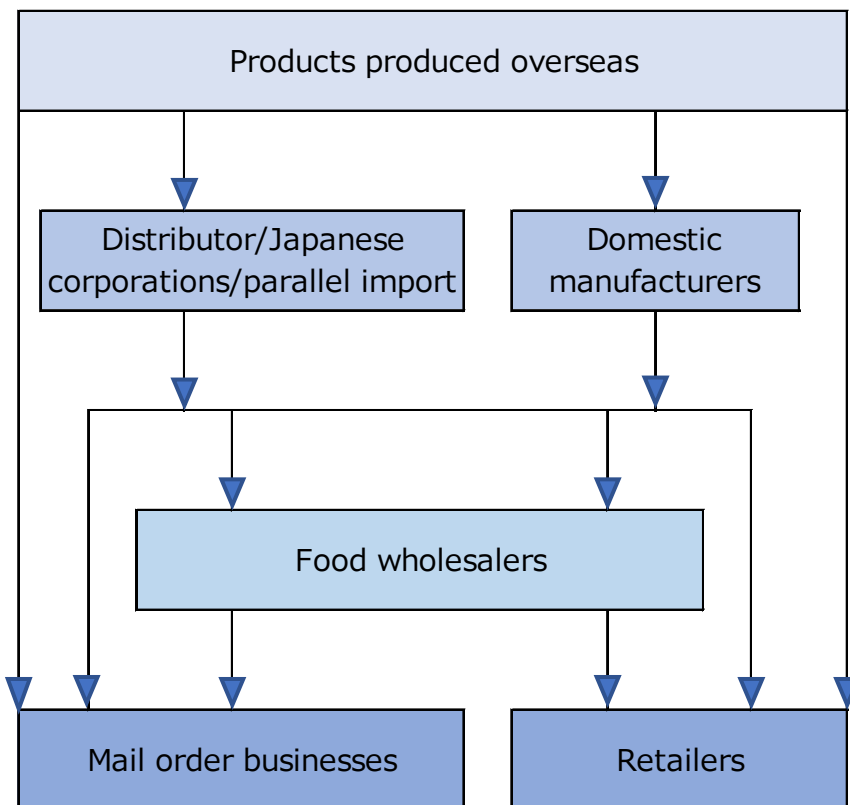 Products produced overseas
Distributor/Japanese
corporations/parallel import
Domestic
manufacturers
Food wholesalers
Mail order businesses
Retailers